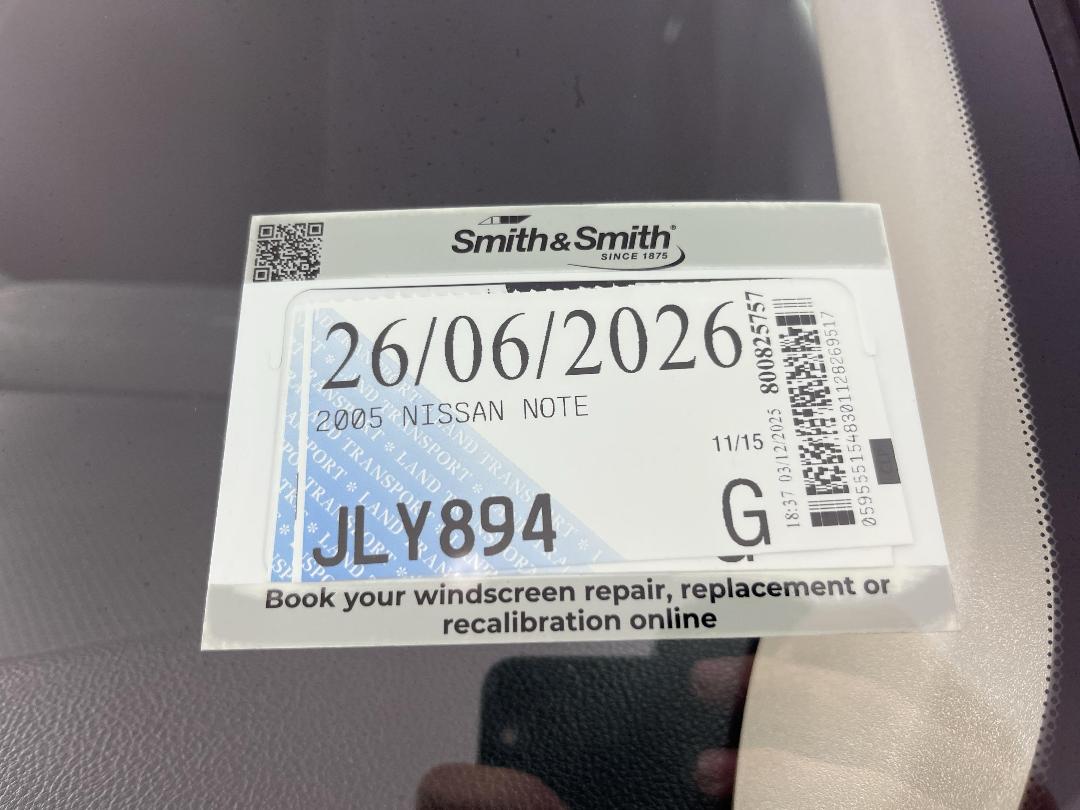 Smith&Smith®
SINCE 1875
26/06/2026
2005 NISSAN NOTE
11/15
JLY894
G
18:37 03/12/2025 800825757
0595551548301128269517
Book your windscreen repair, replacement or
recalibration online